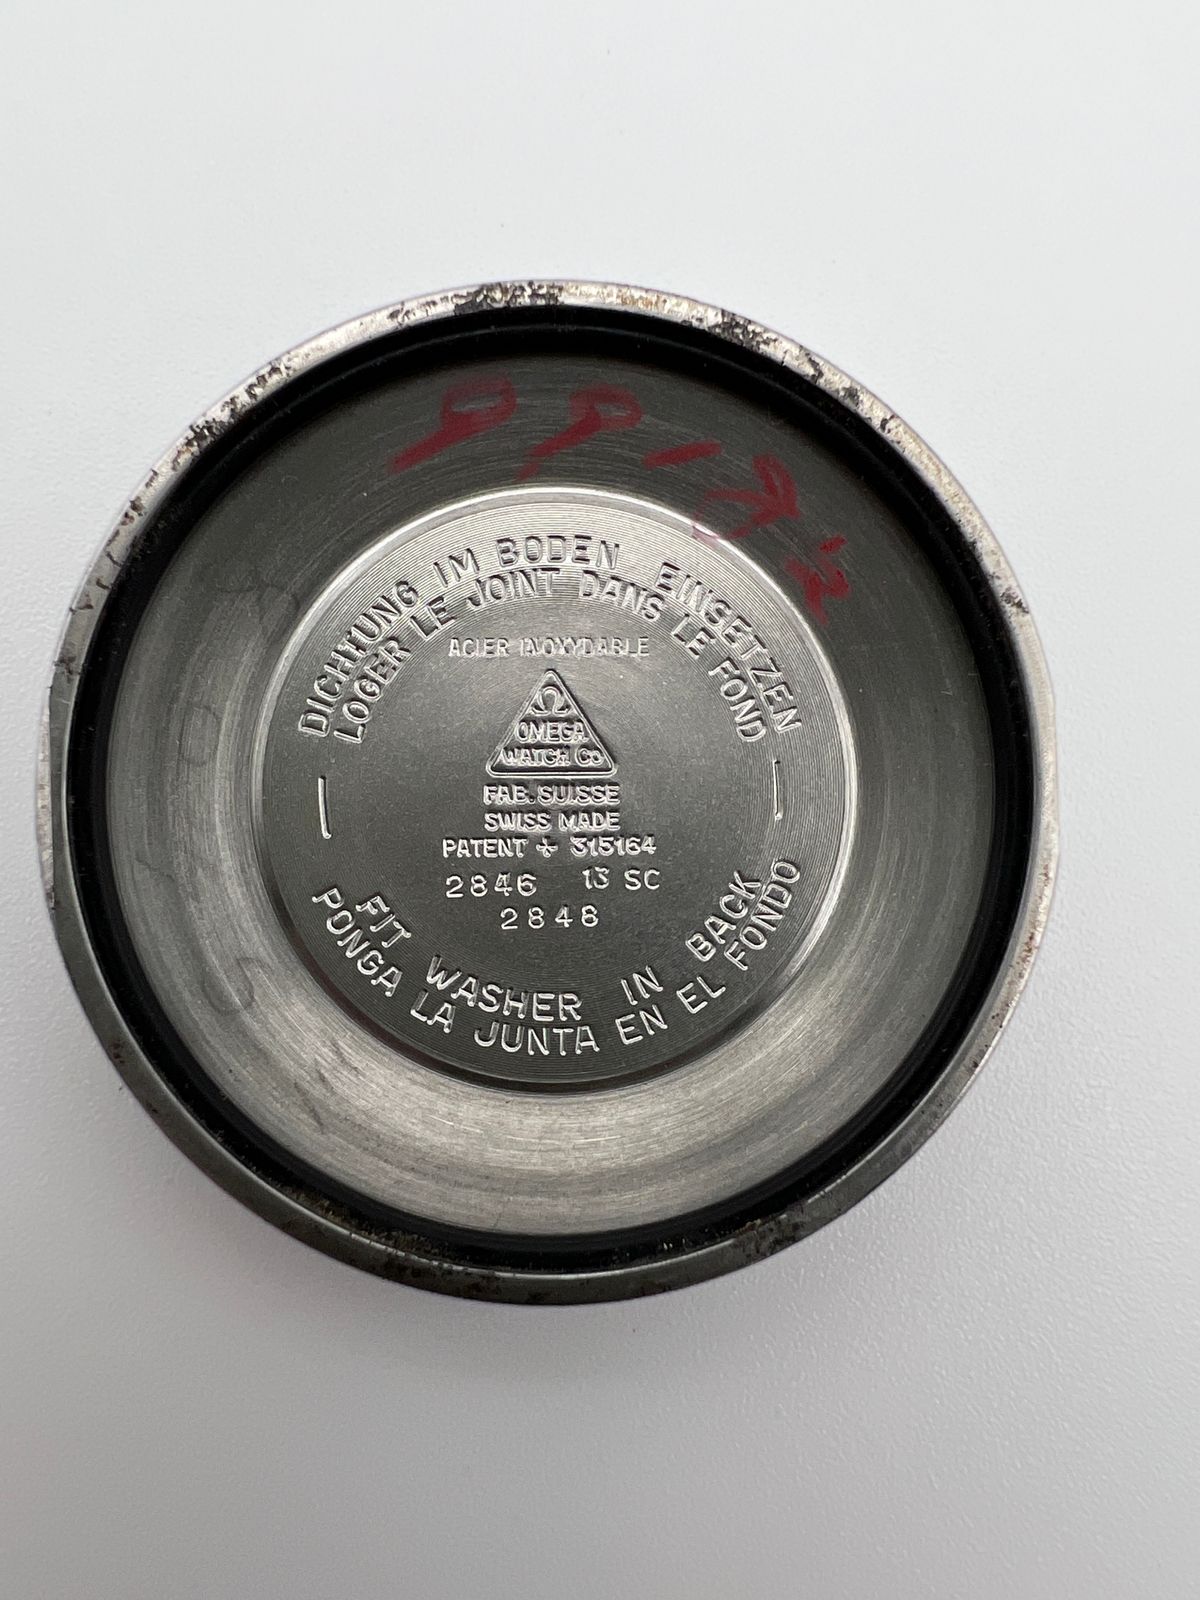 DICHTUNG IM BODEN EINSETZEN
LOGER LE JOINT DANS LE FOND
ACIER INOXYDABLE
Ω
OMEGA
WATCH Co
FAB. SUISSE
SWISS MADE
PATENT + 315164
2846 13 SC
2848
FIT WASHER IN BACK
PONGA LA JUNTA EN EL FONDO